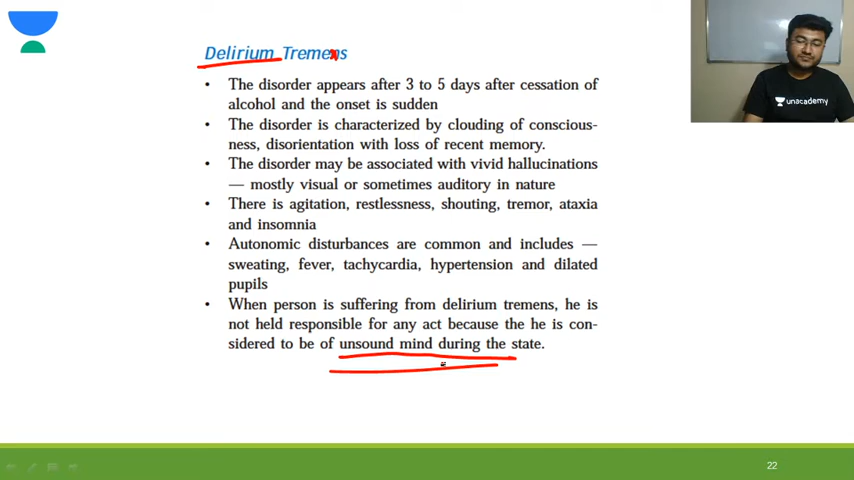 Delirium Tremens
• The disorder appears after 3 to 5 days after cessation of
alcohol and the onset is sudden
• The disorder is characterized by clouding of conscious-
ness, disorientation with loss of recent memory.
• The disorder may be associated with vivid hallucinations
— mostly visual or sometimes auditory in nature
• There is agitation, restlessness, shouting, tremor, ataxia
and insomnia
• Autonomic disturbances are common and includes —
sweating, fever, tachycardia, hypertension and dilated
pupils
• When person is suffering from delirium tremens, he is
not held responsible for any act because the he is con-
sidered to be of unsound mind during the state.
unacademy
22